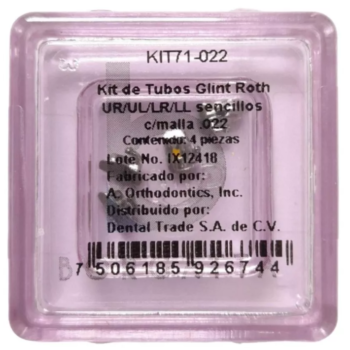 KIT71-022
Kit de Tubos Glint Roth
UR/UL/LR/LL sencillos
c/malla .022
Contenido: 4 piezas
Lote No. IX12418
Fabricado por:
A. Orthodontics, Inc.
Distribuido por:
Dental Trade S.A. de C.V.
7 506185 926744